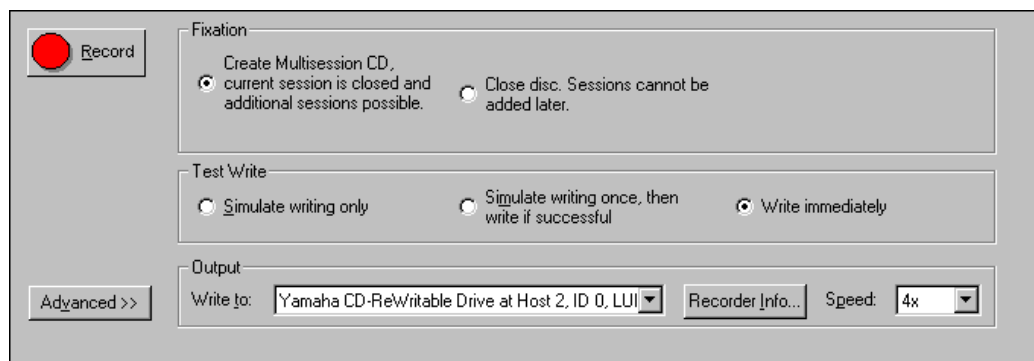 Record
Fixation
Create Multisession CD,
current session is closed and
additional sessions possible.
Close disc. Sessions cannot be
added later.
Test Write
Simulate writing only
Simulate writing once, then
write if successful
Write immediately
Output
Advanced >>
Write to:
Yamaha CD-ReWritable Drive at Host 2, ID 0, LUI
Recorder Info...
Speed:
4x